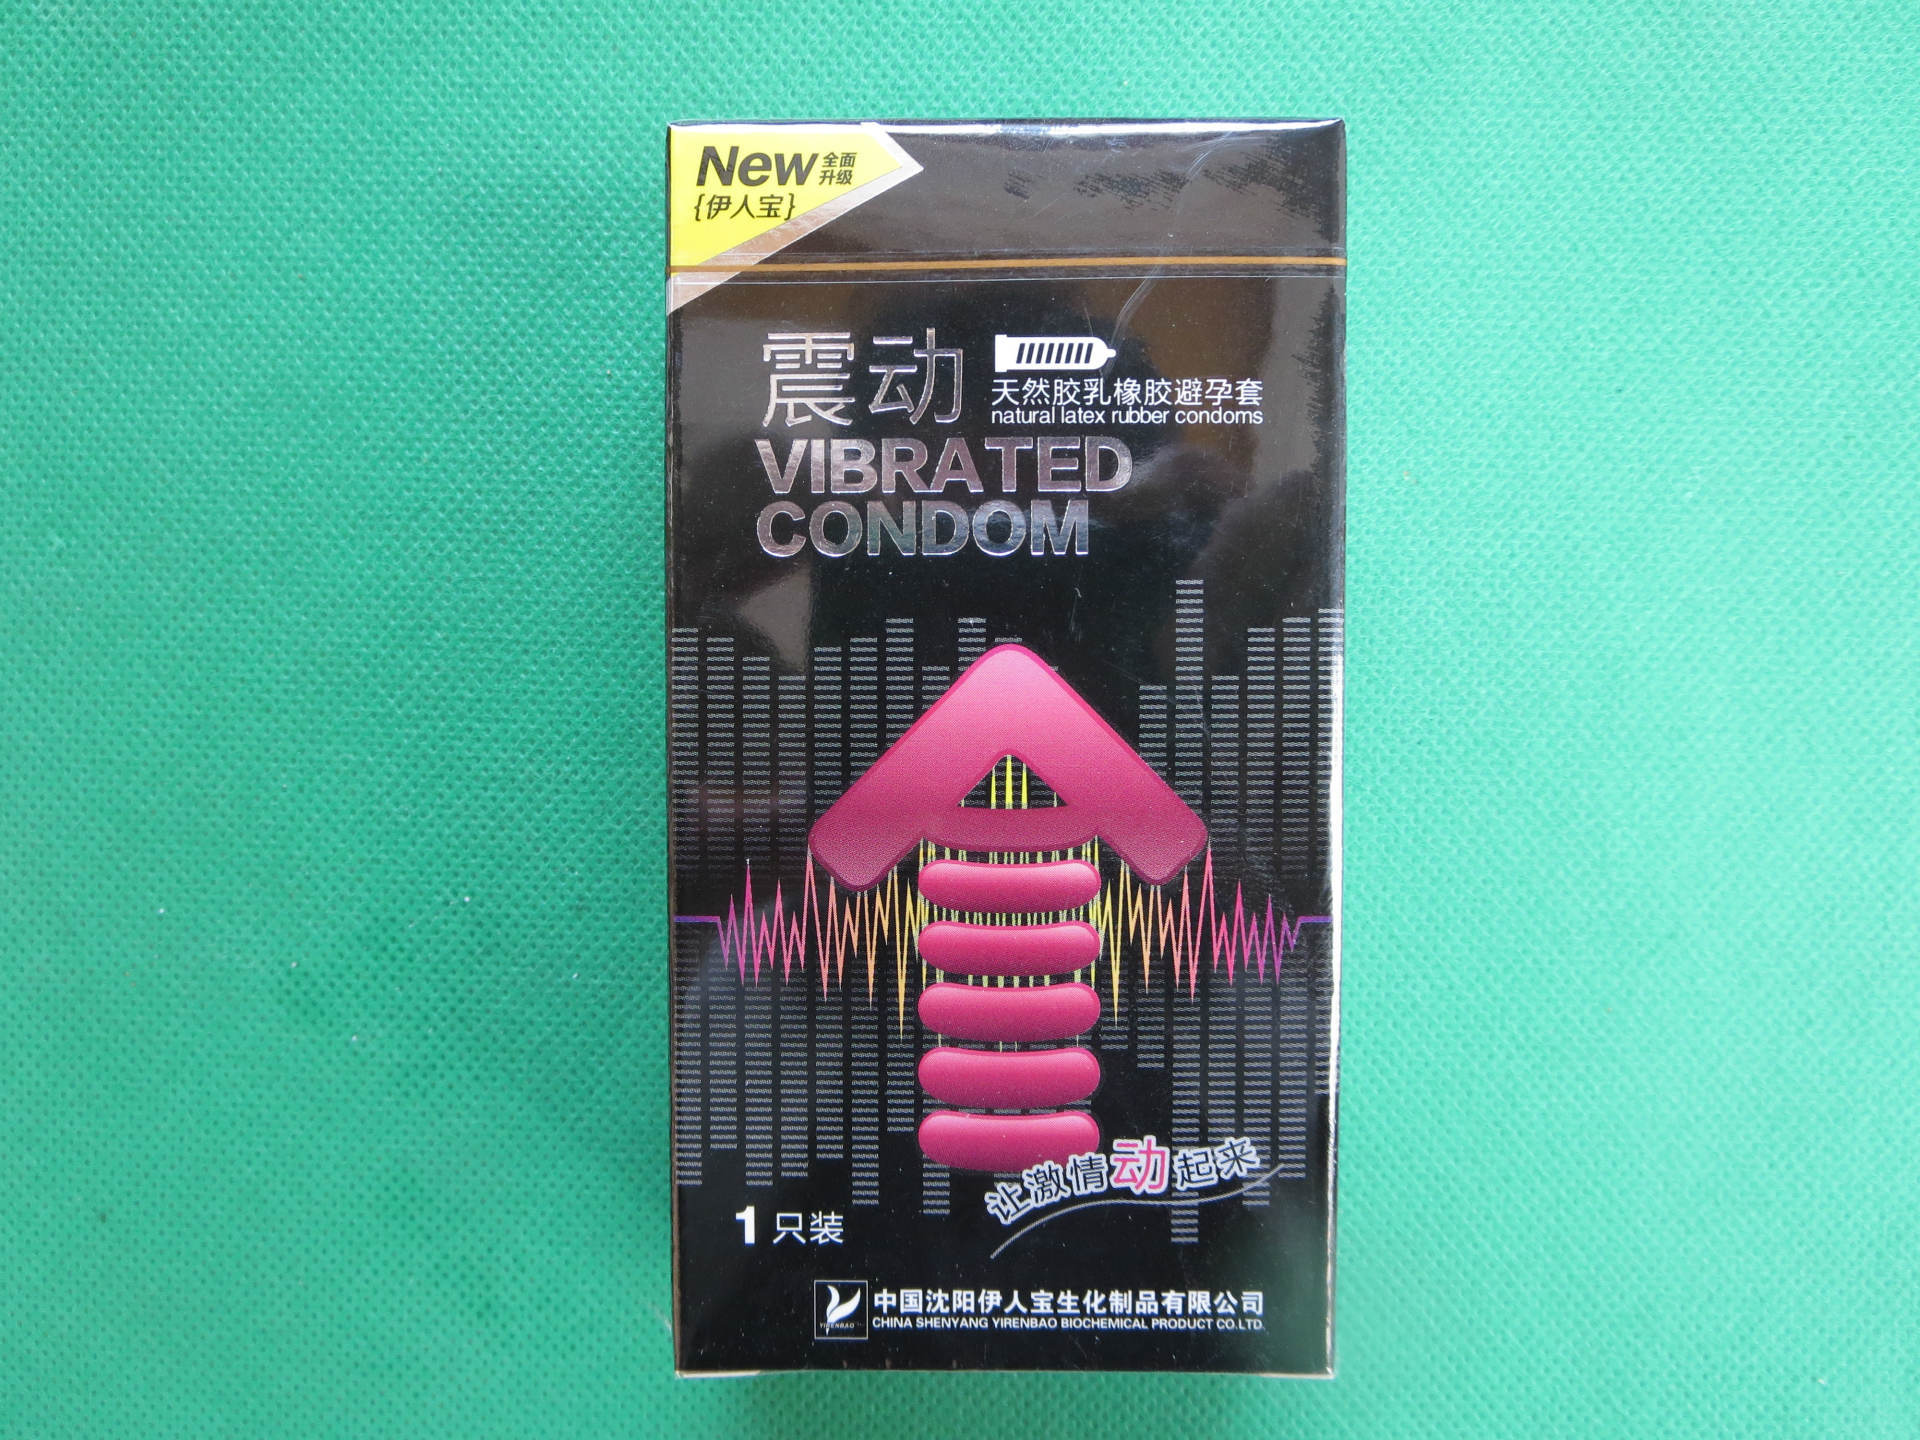 New 全面
升级
{伊人宝}
震动
天然胶乳橡胶避孕套
natural latex rubber condoms
VIBRATED
CONDOM
让激情动起来
1只装
中国沈阳伊人宝生化制品有限公司
CHINA SHENYANG YIRENBAO BIOCHEMICAL PRODUCT CO.LTD.
YIRENBAO